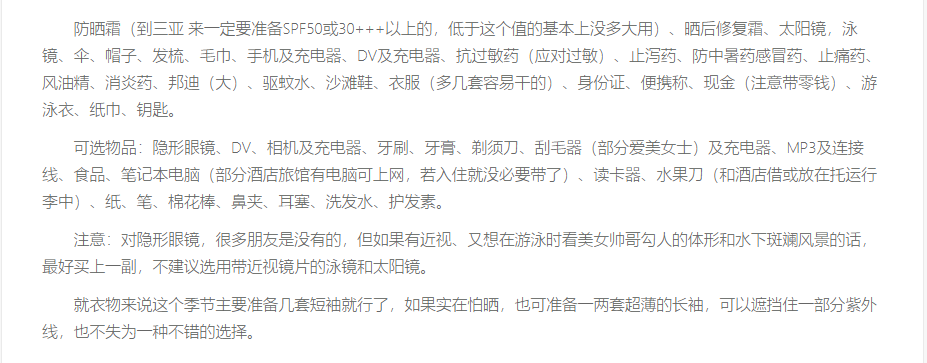 防晒霜（到三亚 来一定要准备SPF50或30+++以上的，低于这个值的基本上没多大用）、晒后修复霜、太阳镜，泳
镜、伞、帽子、发梳、毛巾、手机及充电器、DV及充电器、抗过敏药（应对过敏）、止泻药、防中暑药感冒药、止痛药、
风油精、消炎药、邦迪（大）、驱蚊水、沙滩鞋、衣服（多几套容易干的）、身份证、便携称、现金（注意带零钱）、游
泳衣、纸巾、钥匙。
可选物品：隐形眼镜、DV、相机及充电器、牙刷、牙膏、剃须刀、刮毛器（部分爱美女士）及充电器、MP3及连接
线、食品、笔记本电脑（部分酒店旅馆有电脑可上网，若入住就没必要带了）、读卡器、水果刀（和酒店借或放在托运行
李中）、纸、笔、棉花棒、鼻夹、耳塞、洗发水、护发素。
注意：对隐形眼镜，很多朋友是没有的，但如果有近视、又想在游泳时看美女帅哥勾人的体形和水下斑斓风景的话，
最好买上一副，不建议选用带近视镜片的泳镜和太阳镜。
就衣物来说这个季节主要准备几套短袖就行了，如果实在怕晒，也可准备一两套超薄的长袖，可以遮挡住一部分紫外
线，也不失为一种不错的选择。